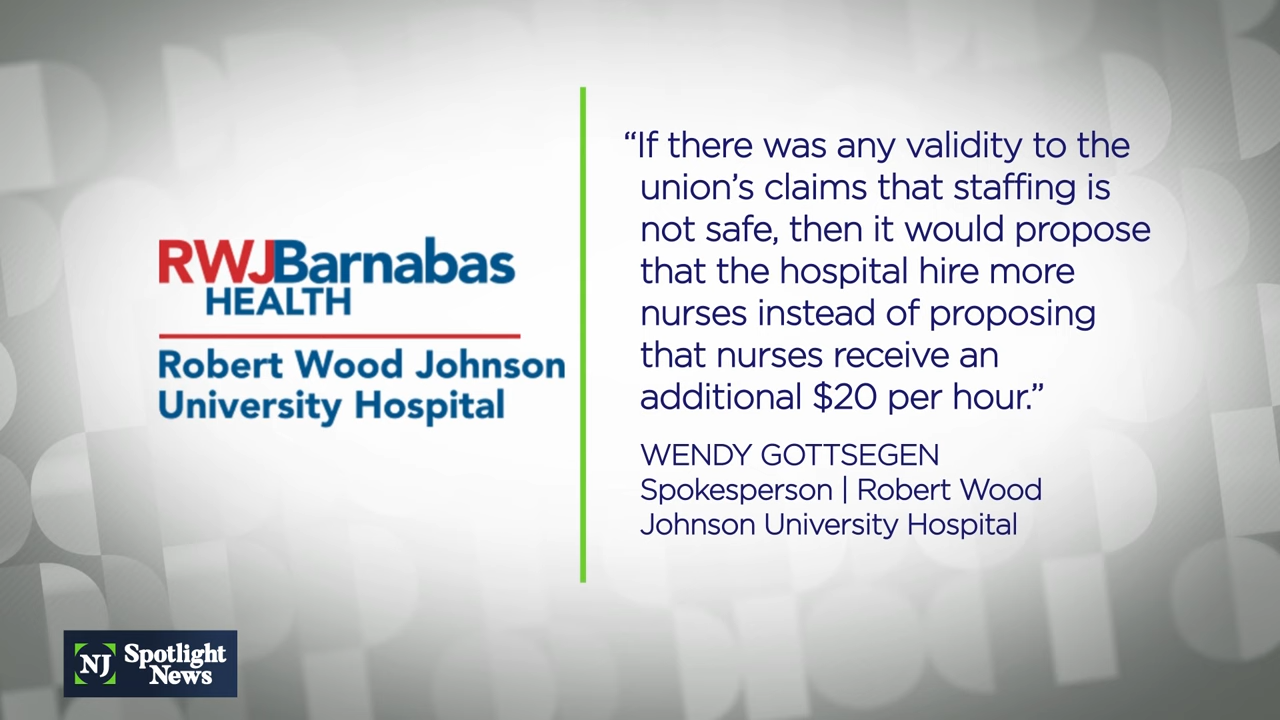 RWJBarnabas
HEALTH
Robert Wood Johnson
University Hospital
“If there was any validity to the
union’s claims that staffing is
not safe, then it would propose
that the hospital hire more
nurses instead of proposing
that nurses receive an
additional $20 per hour.”
WENDY GOTTSEGEN
Spokesperson | Robert Wood
Johnson University Hospital
NJ Spotlight
News